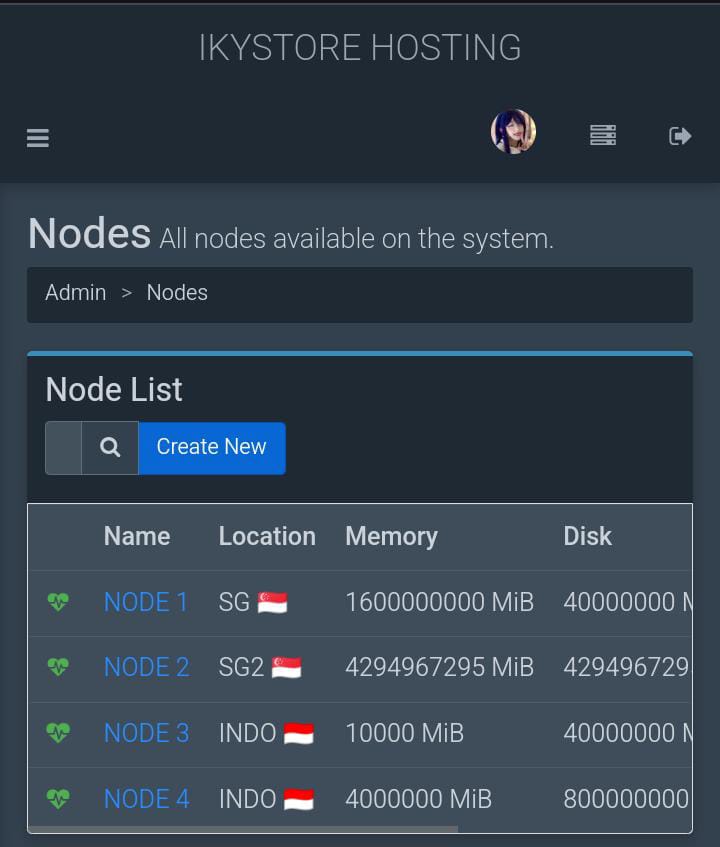 IKYSTORE HOSTING
Nodes All nodes available on the system.
Admin > Nodes
Node List
Create New
Name Location Memory Disk
NODE 1 SG 🇸🇬 1600000000 MiB 40000000
NODE 2 SG2 🇸🇬 4294967295 MiB 429496729
NODE 3 INDO 🇮🇩 10000 MiB 40000000
NODE 4 INDO 🇮🇩 4000000 MiB 800000000